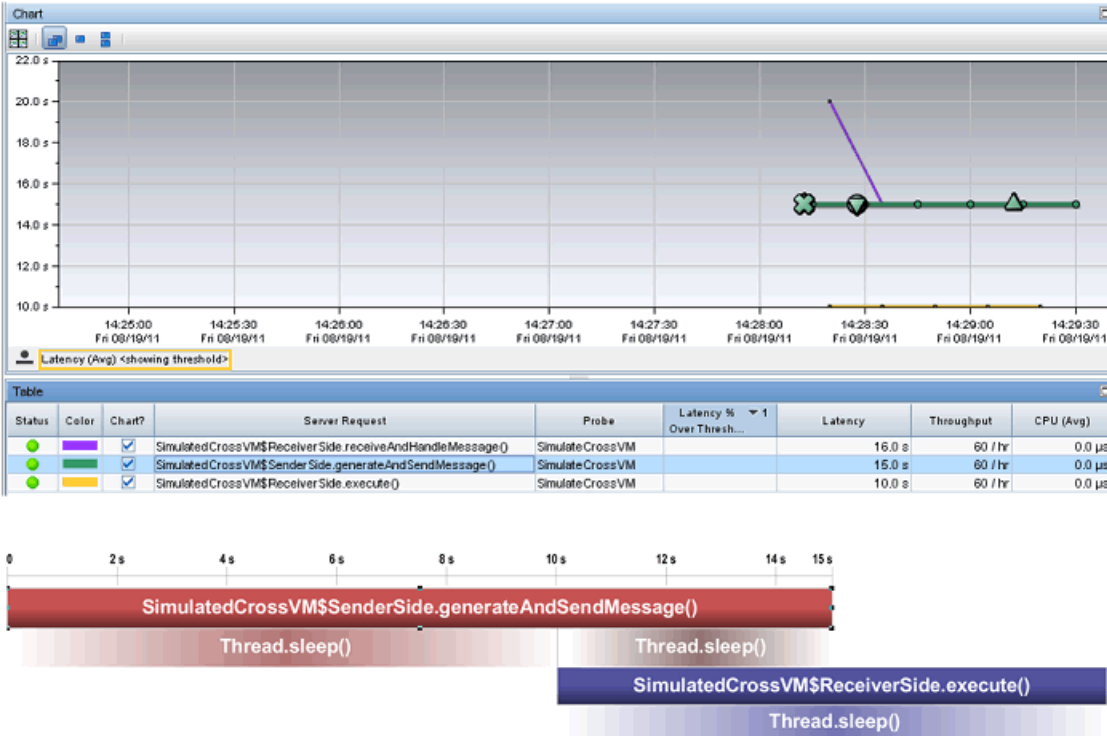 Chart
22.0 s
20.0 s
18.0 s
16.0 s
14.0 s
12.0 s
10.0 s
14:25:00 14:25:30 14:26:00 14:26:30 14:27:00 14:27:30 14:28:00 14:28:30 14:29:00 14:29:30
Fri 08/19/11 Fri 08/19/11 Fri 08/19/11 Fri 08/19/11 Fri 08/19/11 Fri 08/19/11 Fri 08/19/11 Fri 08/19/11 Fri 08/19/11 Fri 08/19/11
Latency (Avg) <showing threshold>
Table
Status Color Chart? Server Request Probe Latency % 1 Latency Throughput CPU (Avg)
Over Thresh...
SimulatedCrossVM$ReceiverSide.receiveAndHandleMessage() SimulateCrossVM 16.0 s 60 / hr 0.0 µs
SimulatedCrossVM$SenderSide.generateAndSendMessage() SimulateCrossVM 15.0 s 60 / hr 0.0 µs
SimulatedCrossVM$ReceiverSide.execute() SimulateCrossVM 10.0 s 60 / hr 0.0 µs
0 2 s 4 s 6 s 8 s 10 s 12 s 14 s 15 s
SimulatedCrossVM$SenderSide.generateAndSendMessage()
Thread.sleep() Thread.sleep()
SimulatedCrossVM$ReceiverSide.execute()
Thread.sleep()